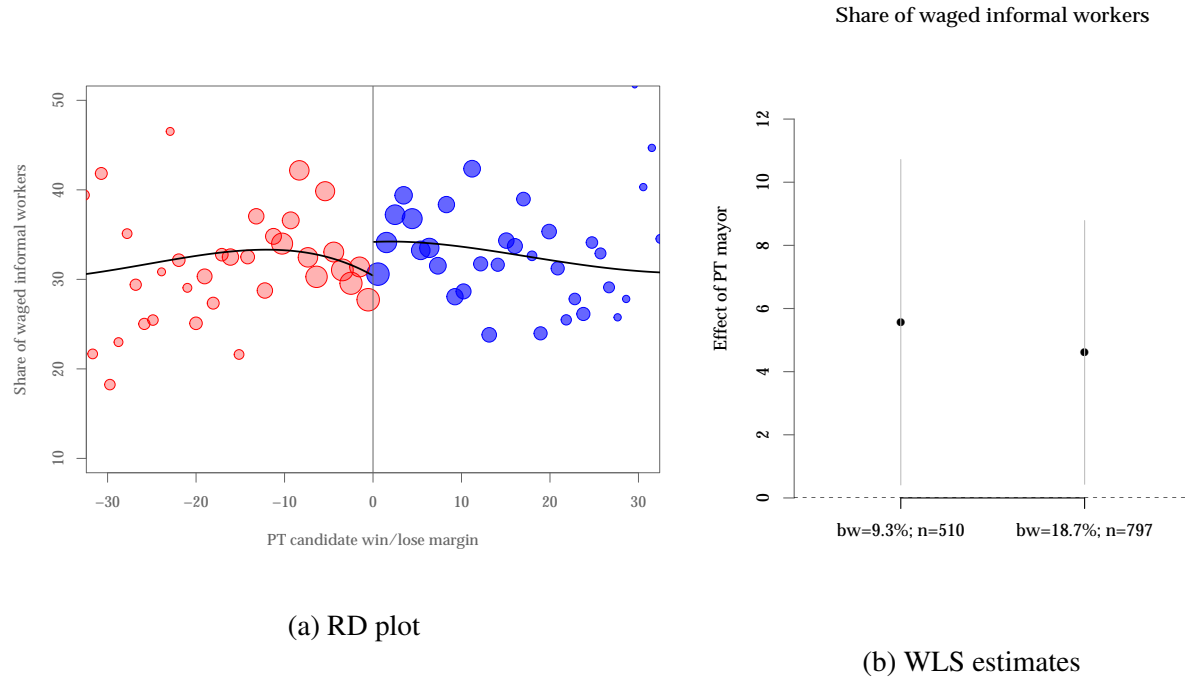 Share of waged informal workers
50
40
30
20
10
Share of waged informal workers
−30
−20
−10
0
10
20
30
PT candidate win/lose margin
(a) RD plot
12
10
8
6
4
2
0
Effect of PT mayor
bw=9.3%; n=510
bw=18.7%; n=797
(b) WLS estimates